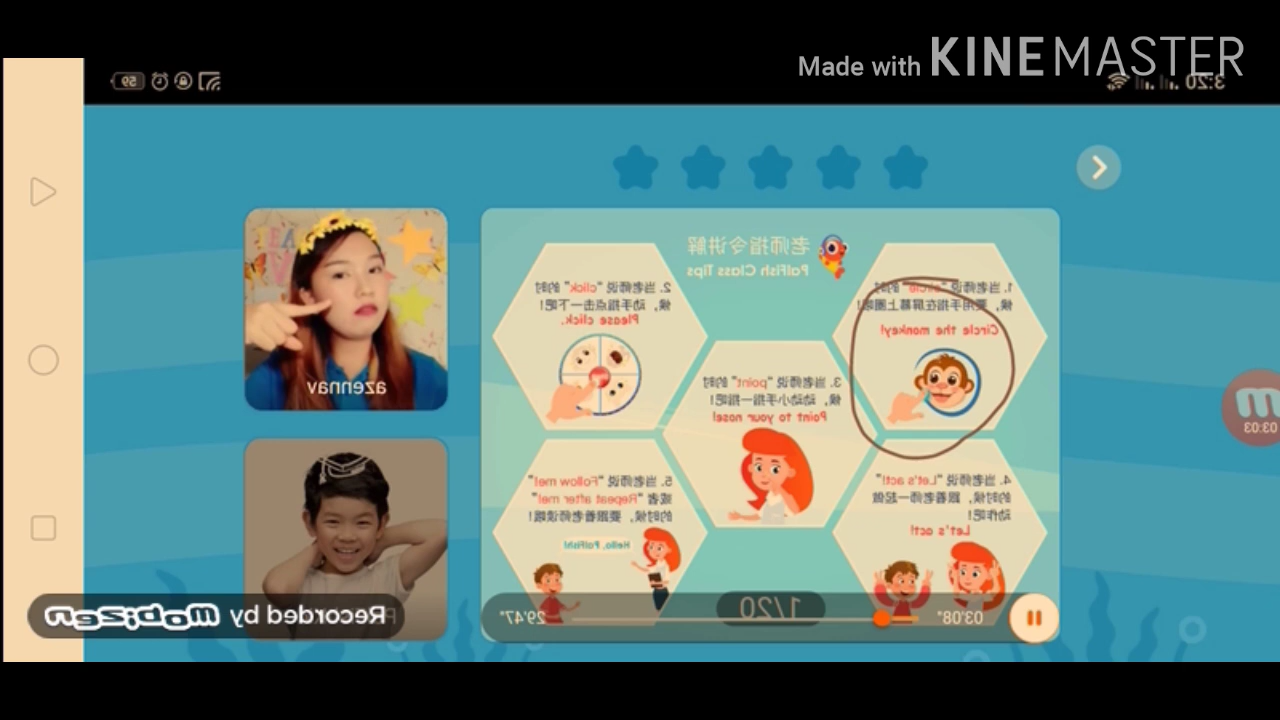 Made with KINEMASTER
59
3:20
老师指令讲解
PalFish Class Tips
1. 当老师说 "circle" 的时
候，要用手指在屏幕上圈哦！
Circle the monkey!
2. 当老师说 "click" 的时
候，动手指点击一下吧！
Please click.
3. 当老师说 "point" 的时
候，动动小手指一指吧！
Point to your nose!
4. 当老师说 "Let's act!"
的时候，跟着老师一起做
动作吧！
Let's act!
5. 当老师说 "Follow me!"
或者 "Repeat after me!"
的时候，要跟着老师读哦！
Hello, PalFish!
vanneza
03:03
03'08"
1/20
29'47"
Recorded by mobizen